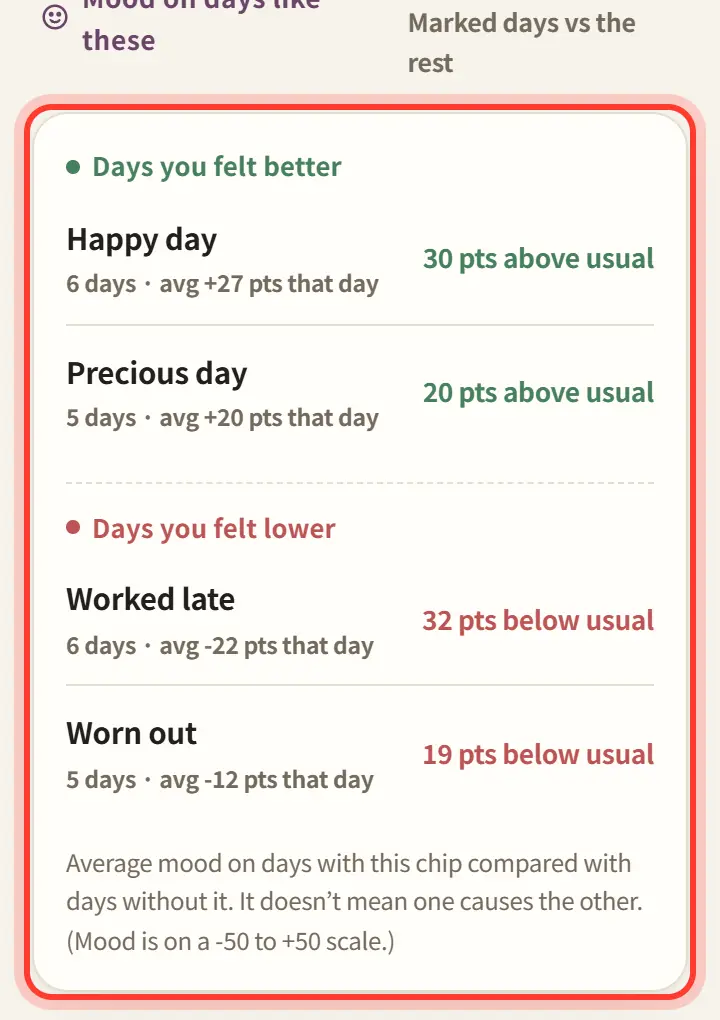 Mood on days like
these
Marked days vs the
rest
Days you felt better
Happy day
6 days · avg +27 pts that day
30 pts above usual
Precious day
5 days · avg +20 pts that day
20 pts above usual
Days you felt lower
Worked late
6 days · avg -22 pts that day
32 pts below usual
Worn out
5 days · avg -12 pts that day
19 pts below usual
Average mood on days with this chip compared with
days without it. It doesn’t mean one causes the other.
(Mood is on a -50 to +50 scale.)